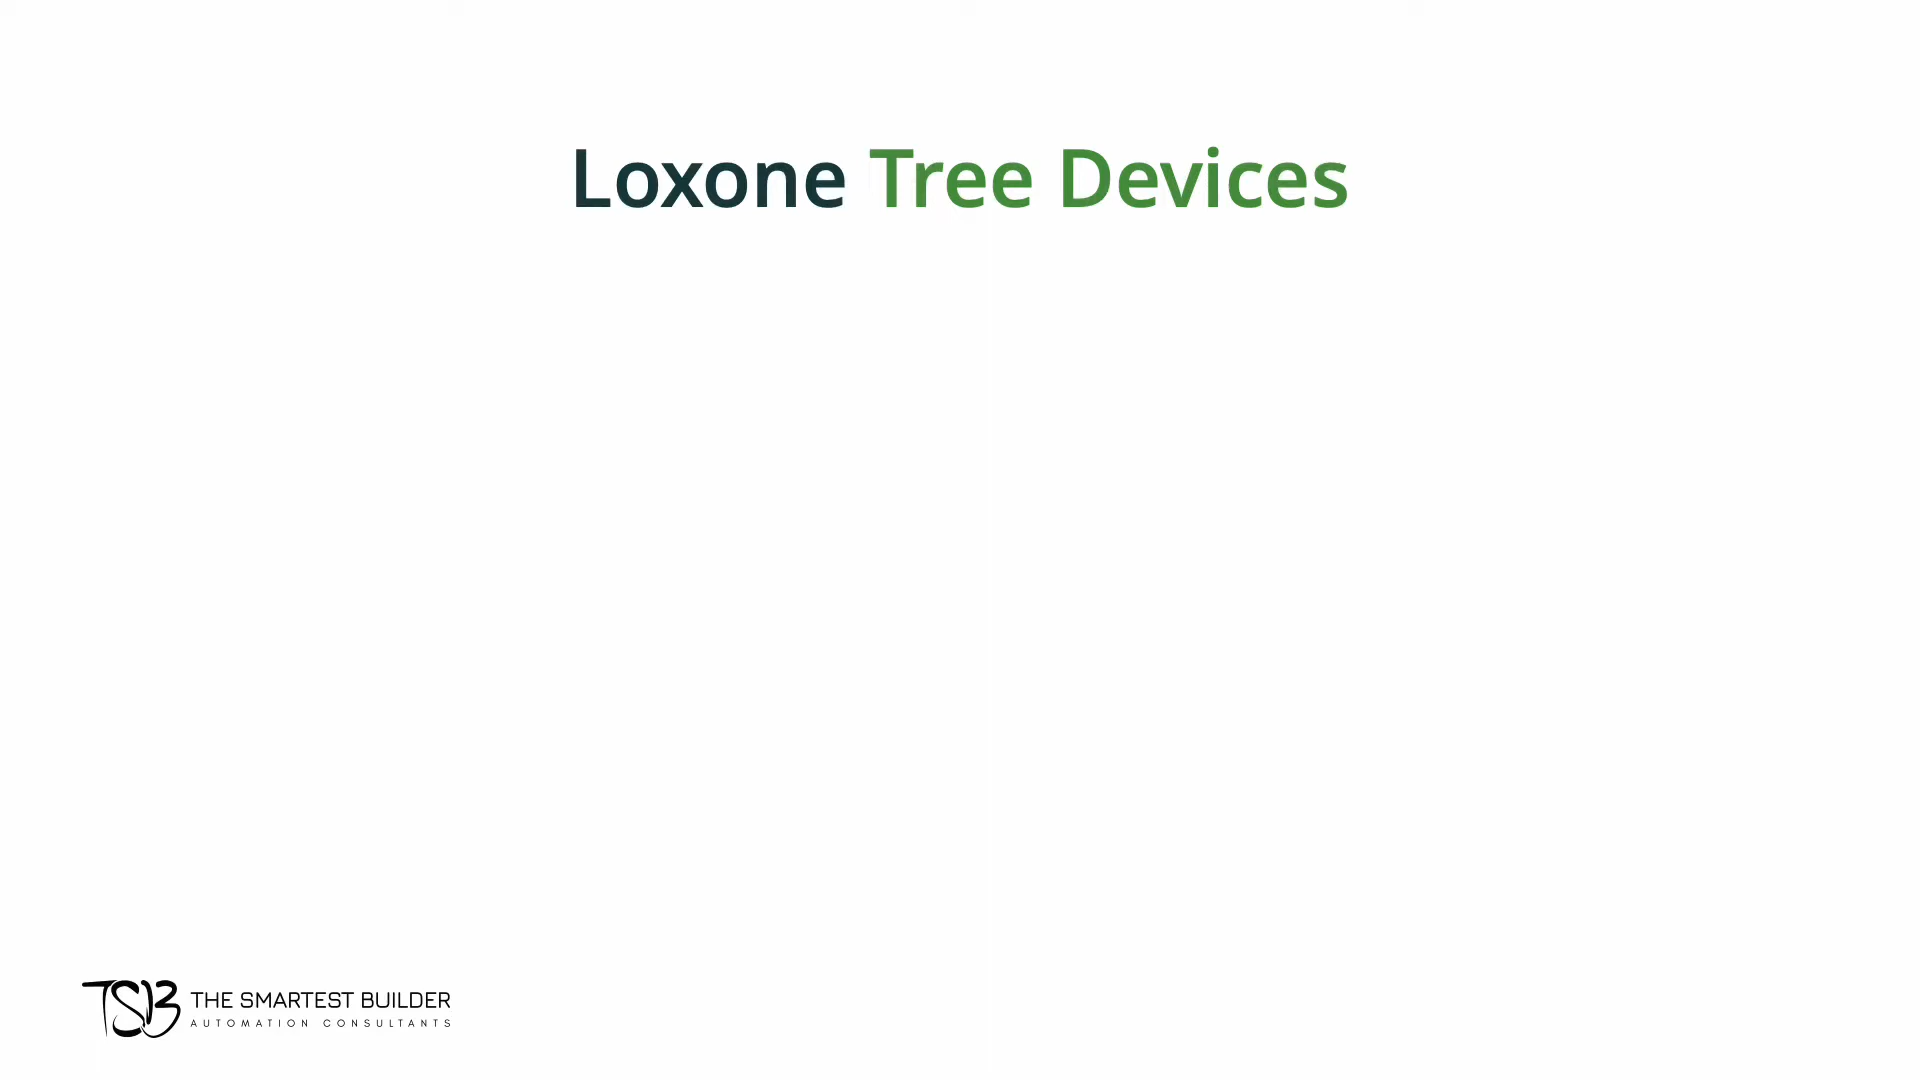 Loxone Tree Devices
TSB
THE SMARTEST BUILDER
AUTOMATION CONSULTANTS